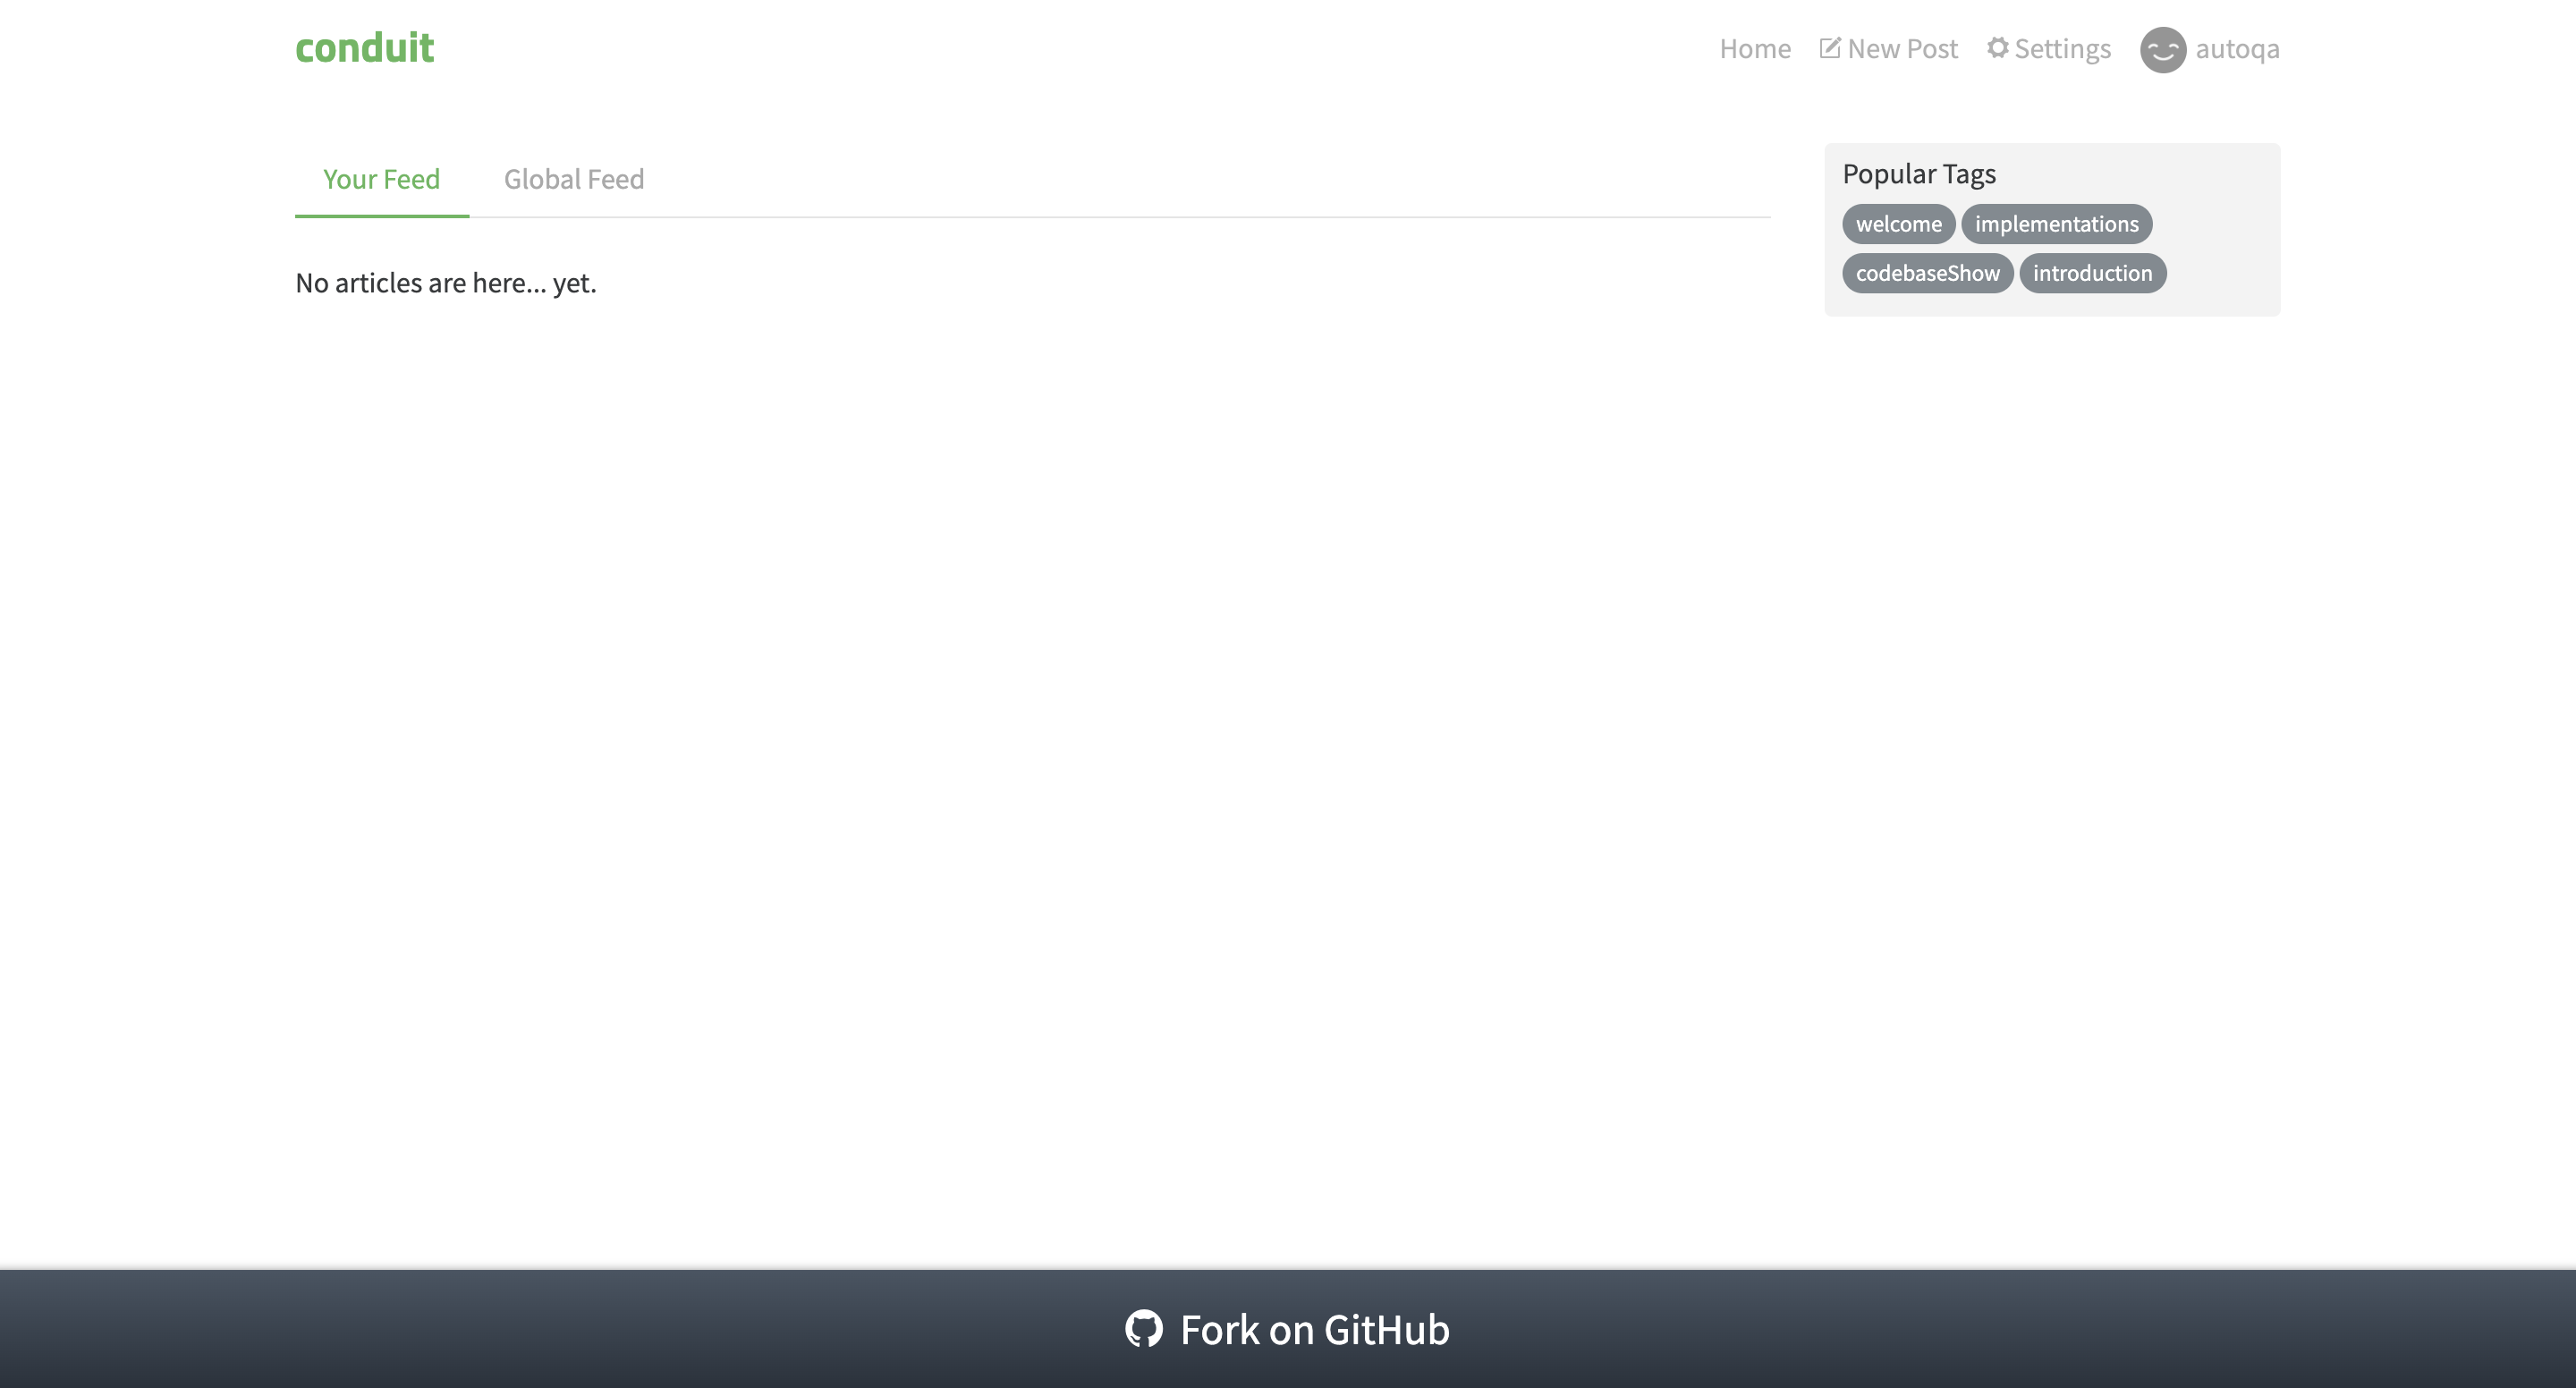 conduit
Home New Post Settings autoqa
Your Feed Global Feed
No articles are here... yet.
Popular Tags
welcome implementations
codebaseShow introduction
Fork on GitHub